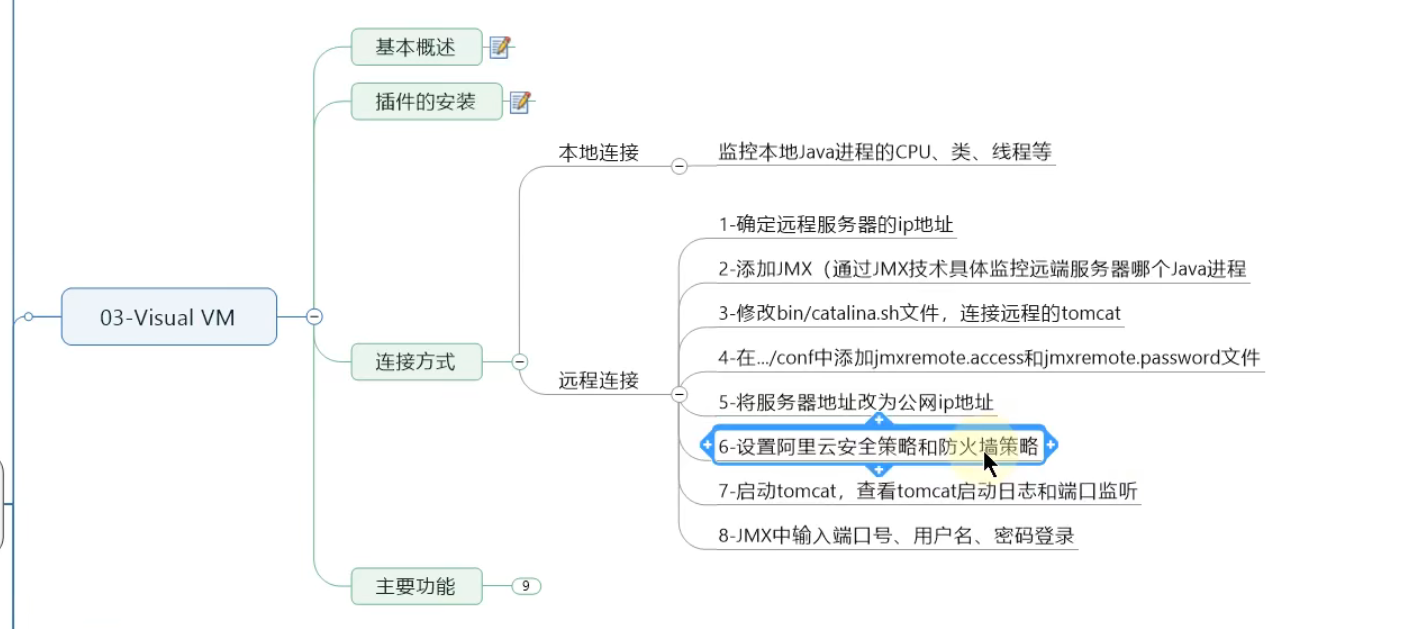 基本概述
插件的安装
本地连接
监控本地Java进程的CPU、类、线程等
1-确定远程服务器的ip地址
2-添加JMX（通过JMX技术具体监控远端服务器哪个Java进程
03-Visual VM
3-修改bin/catalina.sh文件，连接远程的tomcat
连接方式
4-在.../conf中添加jmxremote.access和jmxremote.password文件
远程连接
5-将服务器地址改为公网ip地址
6-设置阿里云安全策略和防火墙策略
7-启动tomcat，查看tomcat启动日志和端口监听
8-JMX中输入端口号、用户名、密码登录
主要功能
9